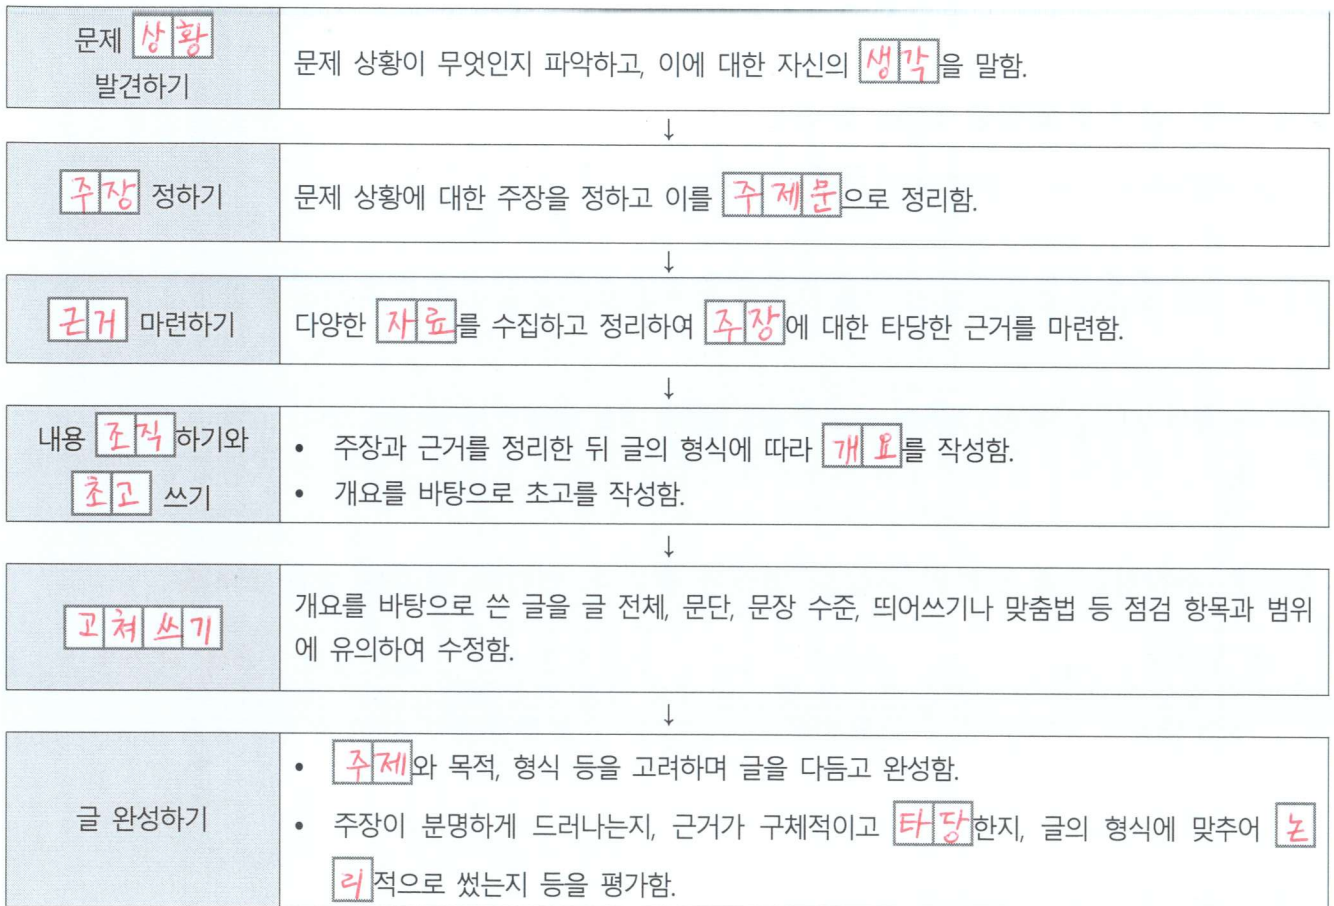 문제 상황
발견하기
문제 상황이 무엇인지 파악하고, 이에 대한 자신의 생각을 말함.
↓
주장 정하기
문제 상황에 대한 주장을 정하고 이를 주제문으로 정리함.
↓
근거 마련하기
다양한 자료를 수집하고 정리하여 주장에 대한 타당한 근거를 마련함.
↓
내용 조직하기와
초고 쓰기
• 주장과 근거를 정리한 뒤 글의 형식에 따라 개요를 작성함.
• 개요를 바탕으로 초고를 작성함.
↓
고쳐쓰기
개요를 바탕으로 쓴 글을 글 전체, 문단, 문장 수준, 띄어쓰기나 맞춤법 등 점검 항목과 범위
에 유의하여 수정함.
↓
글 완성하기
• 주제와 목적, 형식 등을 고려하며 글을 다듬고 완성함.
• 주장이 분명하게 드러나는지, 근거가 구체적이고 타당한지, 글의 형식에 맞추어 논
리적으로 썼는지 등을 평가함.